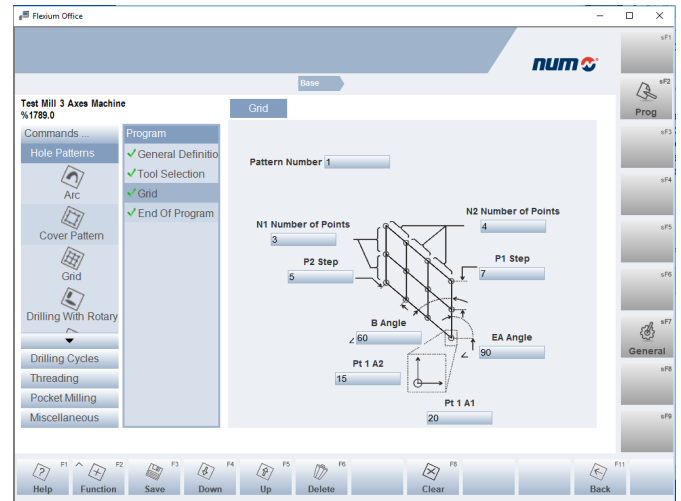 Flexium Office
num
Base
Test Mill 3 Axes Machine
%1789.0
Grid
Commands ...
Hole Patterns
Arc
Cover Pattern
Grid
Drilling With Rotary
Drilling Cycles
Threading
Pocket Milling
Miscellaneous
Program
General Definitio
Tool Selection
Grid
End Of Program
Pattern Number 1
N2 Number of Points
4
N1 Number of Points
3
P2 Step
5
P1 Step
7
B Angle
60
EA Angle
90
Pt 1 A2
15
Pt 1 A1
20
sF1
sF2
Prog
sF3
sF4
sF5
sF6
sF7
General
sF8
sF9
F1
Help
F2
Function
F3
Save
F4
Down
F5
Up
F6
Delete
F8
Clear
F11
Back